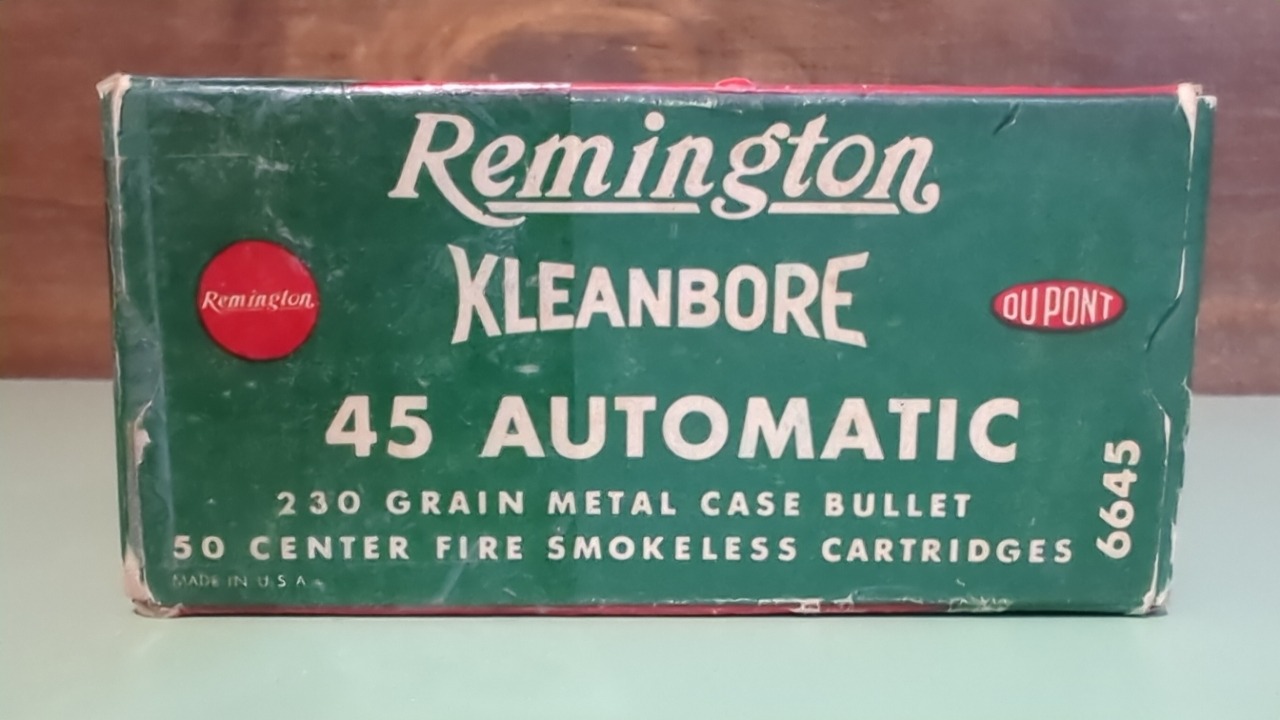 Remington
KLEANBORE
Remington.
DU PONT
45 AUTOMATIC
230 GRAIN METAL CASE BULLET
50 CENTER FIRE SMOKELESS CARTRIDGES
6645
MADE IN U.S.A.